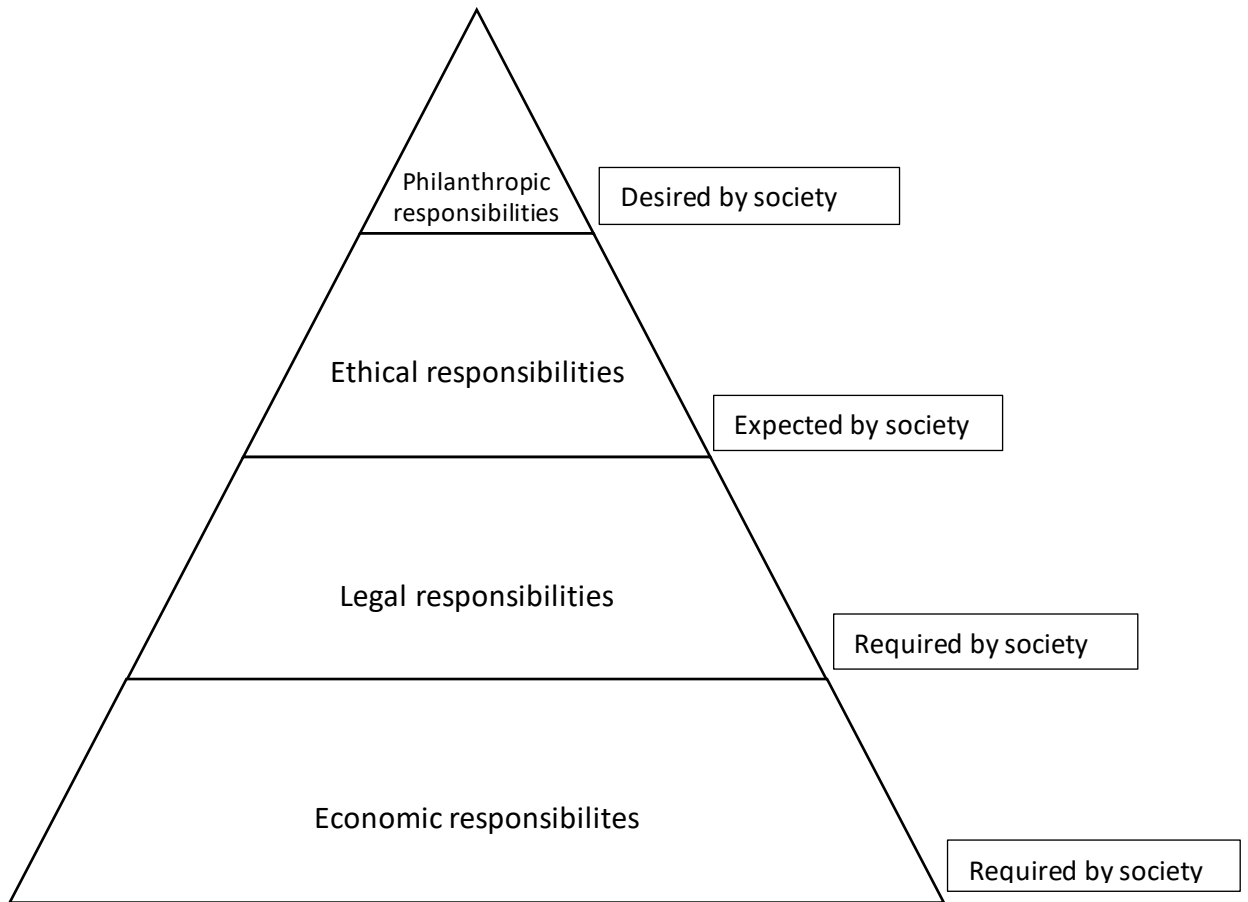 Philanthropic
responsibilities
Desired by society
Ethical responsibilities
Expected by society
Legal responsibilities
Required by society
Economic responsibilites
Required by society